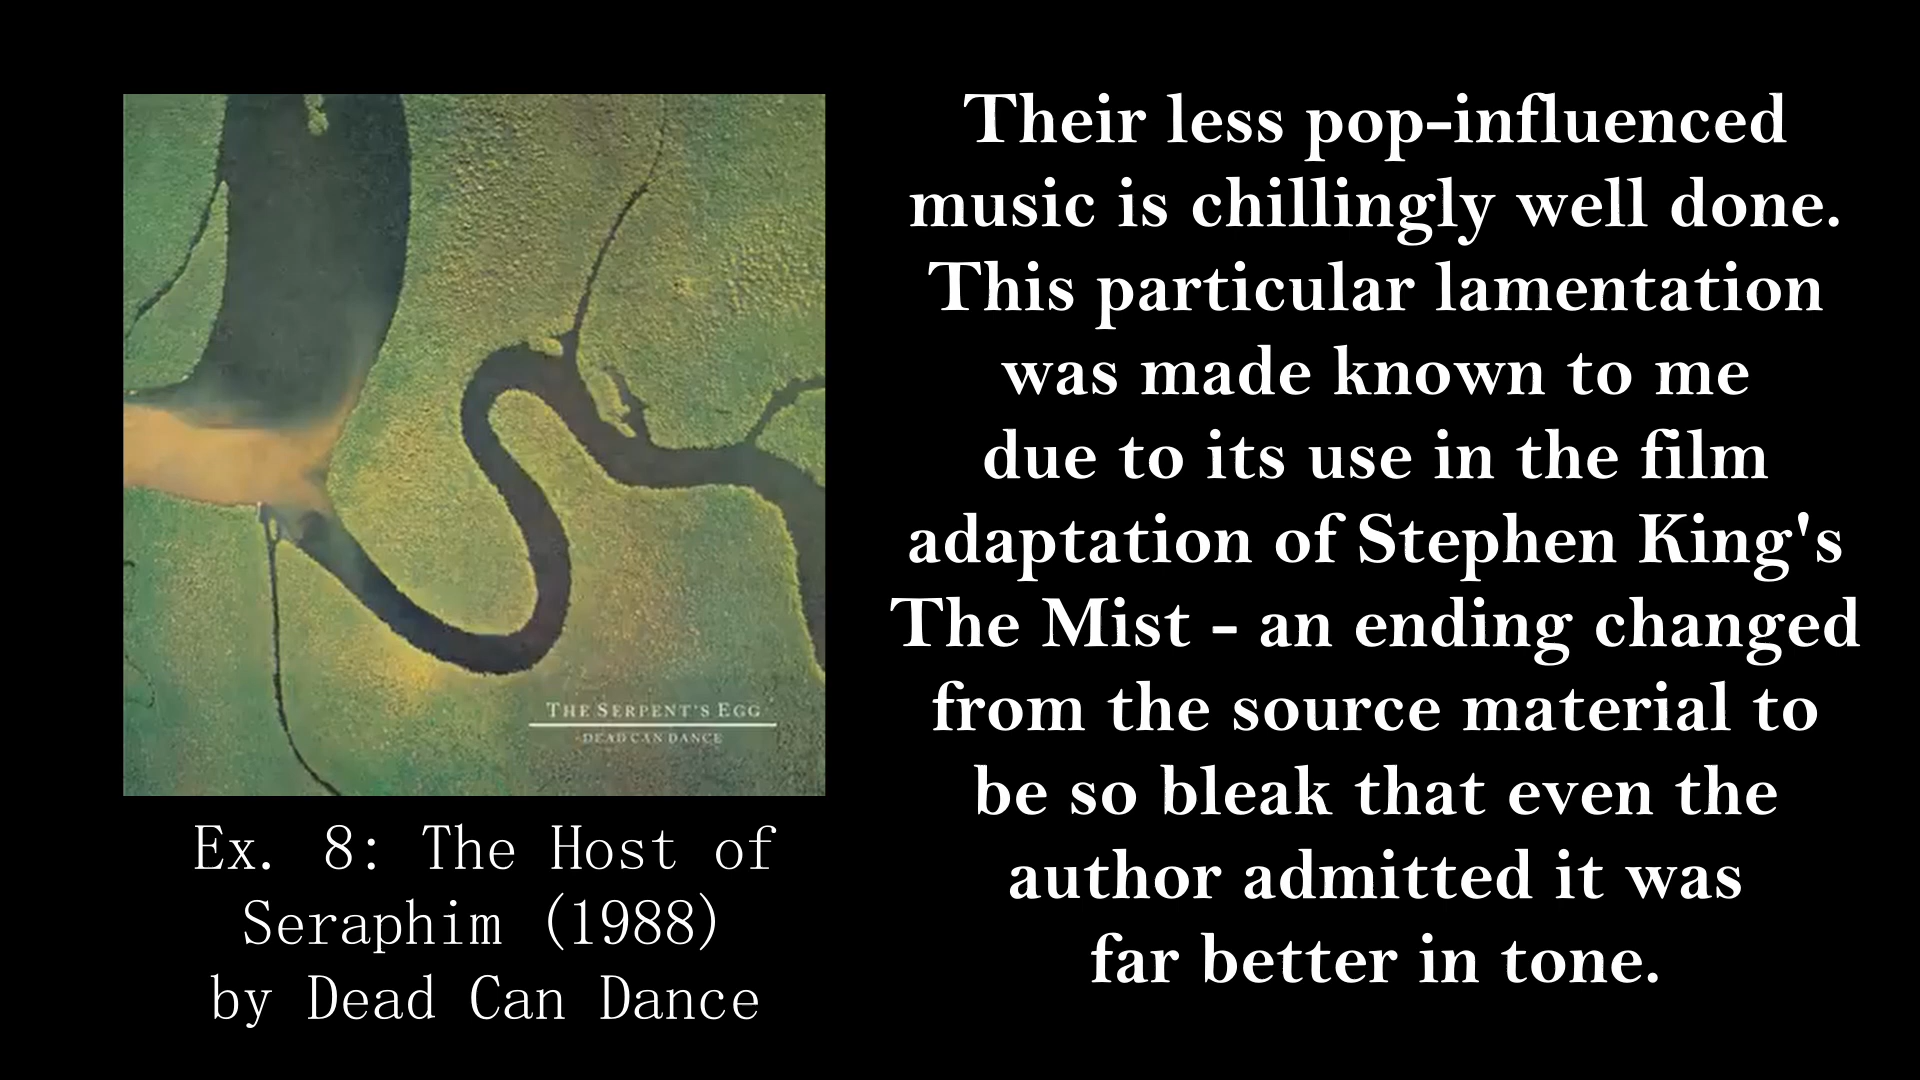 THE SERPENT'S EGG
DEAD CAN DANCE
Ex. 8: The Host of
Seraphim (1988)
by Dead Can Dance
Their less pop-influenced
music is chillingly well done.
This particular lamentation
was made known to me
due to its use in the film
adaptation of Stephen King's
The Mist - an ending changed
from the source material to
be so bleak that even the
author admitted it was
far better in tone.